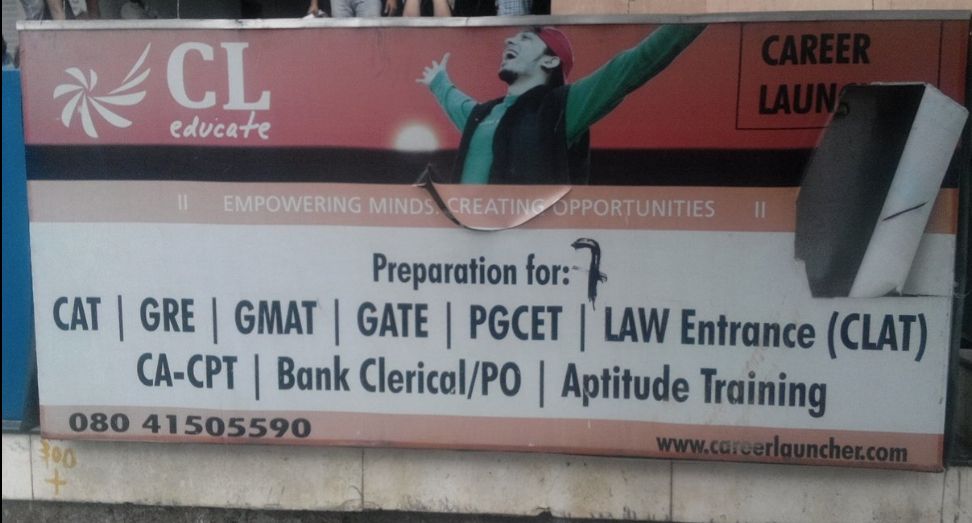 CL
educate
CAREER
LAUN
II EMPOWERING MINDS. CREATING OPPORTUNITIES II
Preparation for:
CAT | GRE | GMAT | GATE | PGCET | LAW Entrance (CLAT)
CA-CPT | Bank Clerical/PO | Aptitude Training
080 41505590
www.careerlauncher.com
300
+